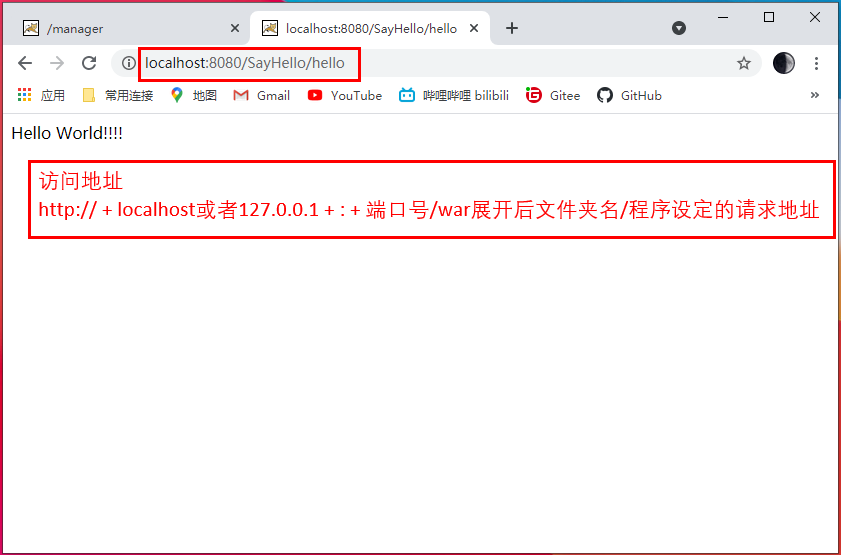 /manager
localhost:8080/SayHello/hello
localhost:8080/SayHello/hello
应用 常用连接 地图 Gmail YouTube 哔哩哔哩 bilibili Gitee GitHub
Hello World!!!!
访问地址
http:// + localhost或者127.0.0.1 + : + 端口号/war展开后文件夹名/程序设定的请求地址